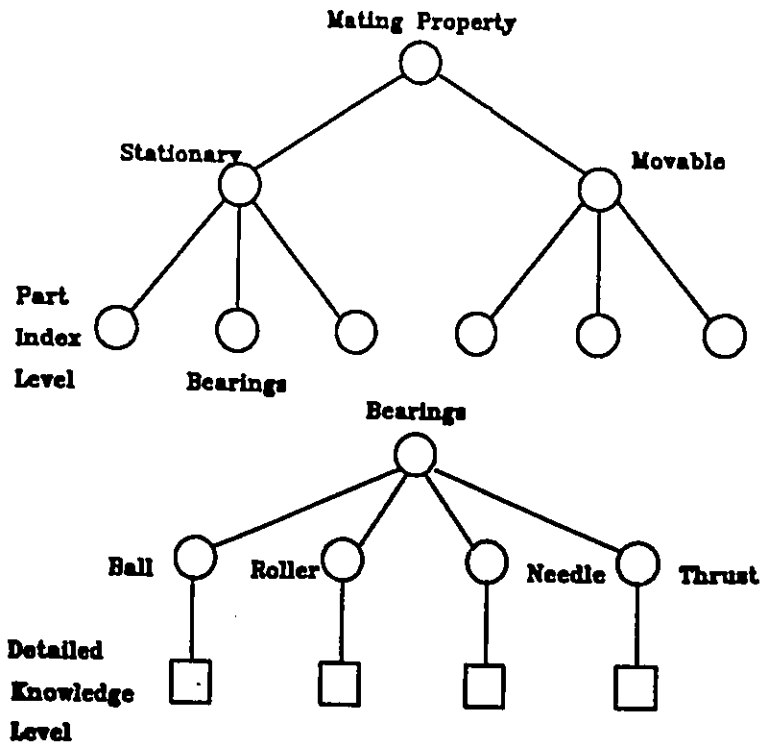 Mating Property
Stationary
Movable
Part
Index
Level
Bearings
Bearings
Ball
Roller
Needle
Thrust
Detailed
Knowledge
Level